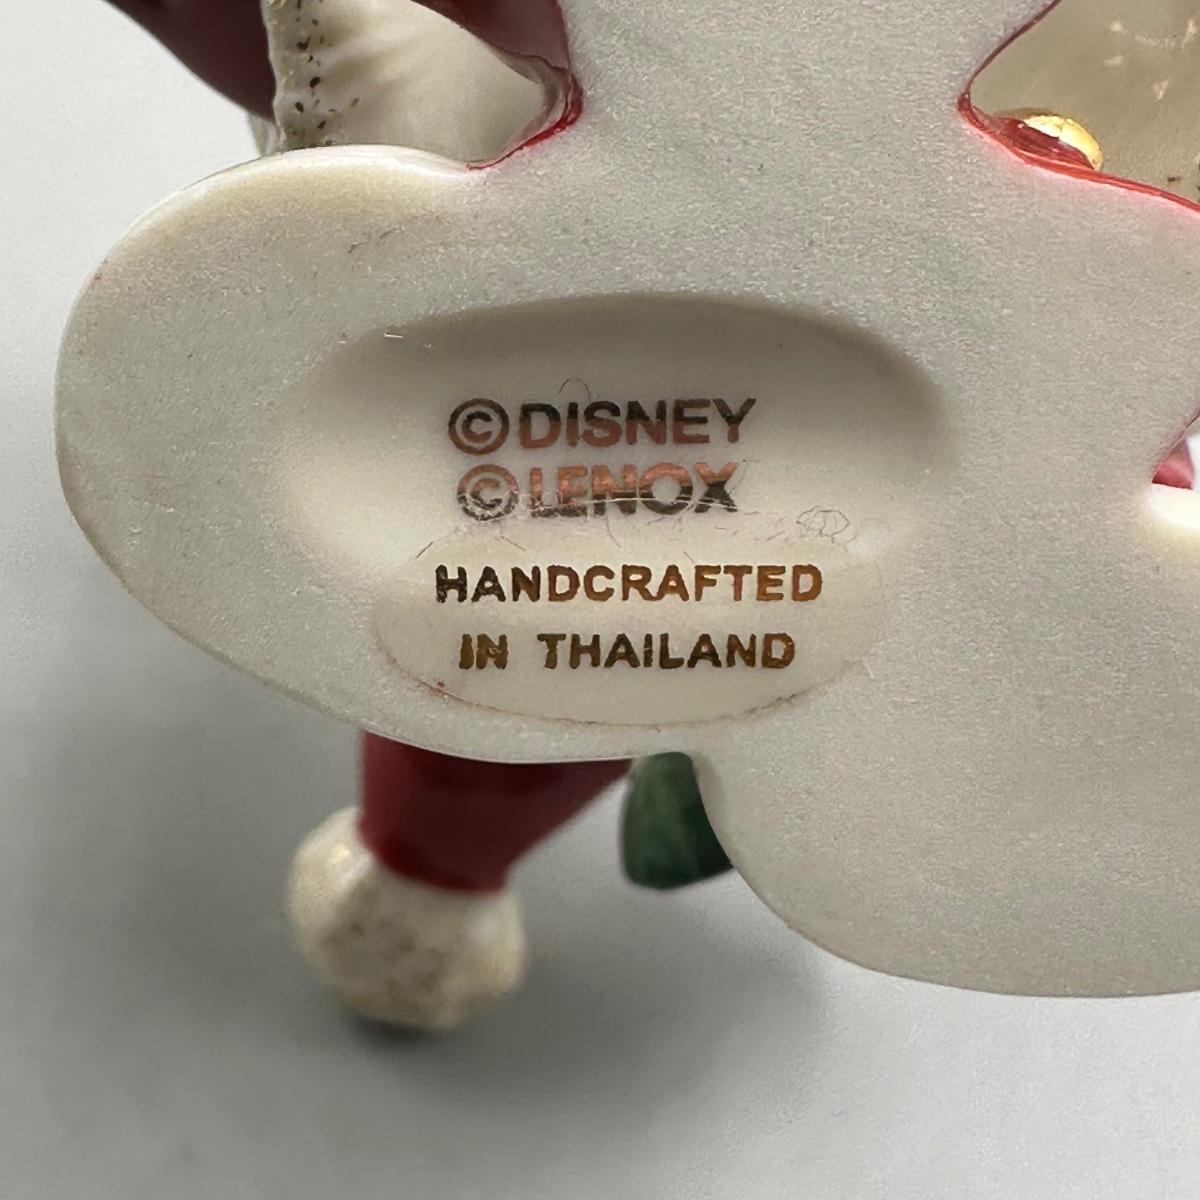 ©DISNEY
©LENOX
HANDCRAFTED
IN THAILAND